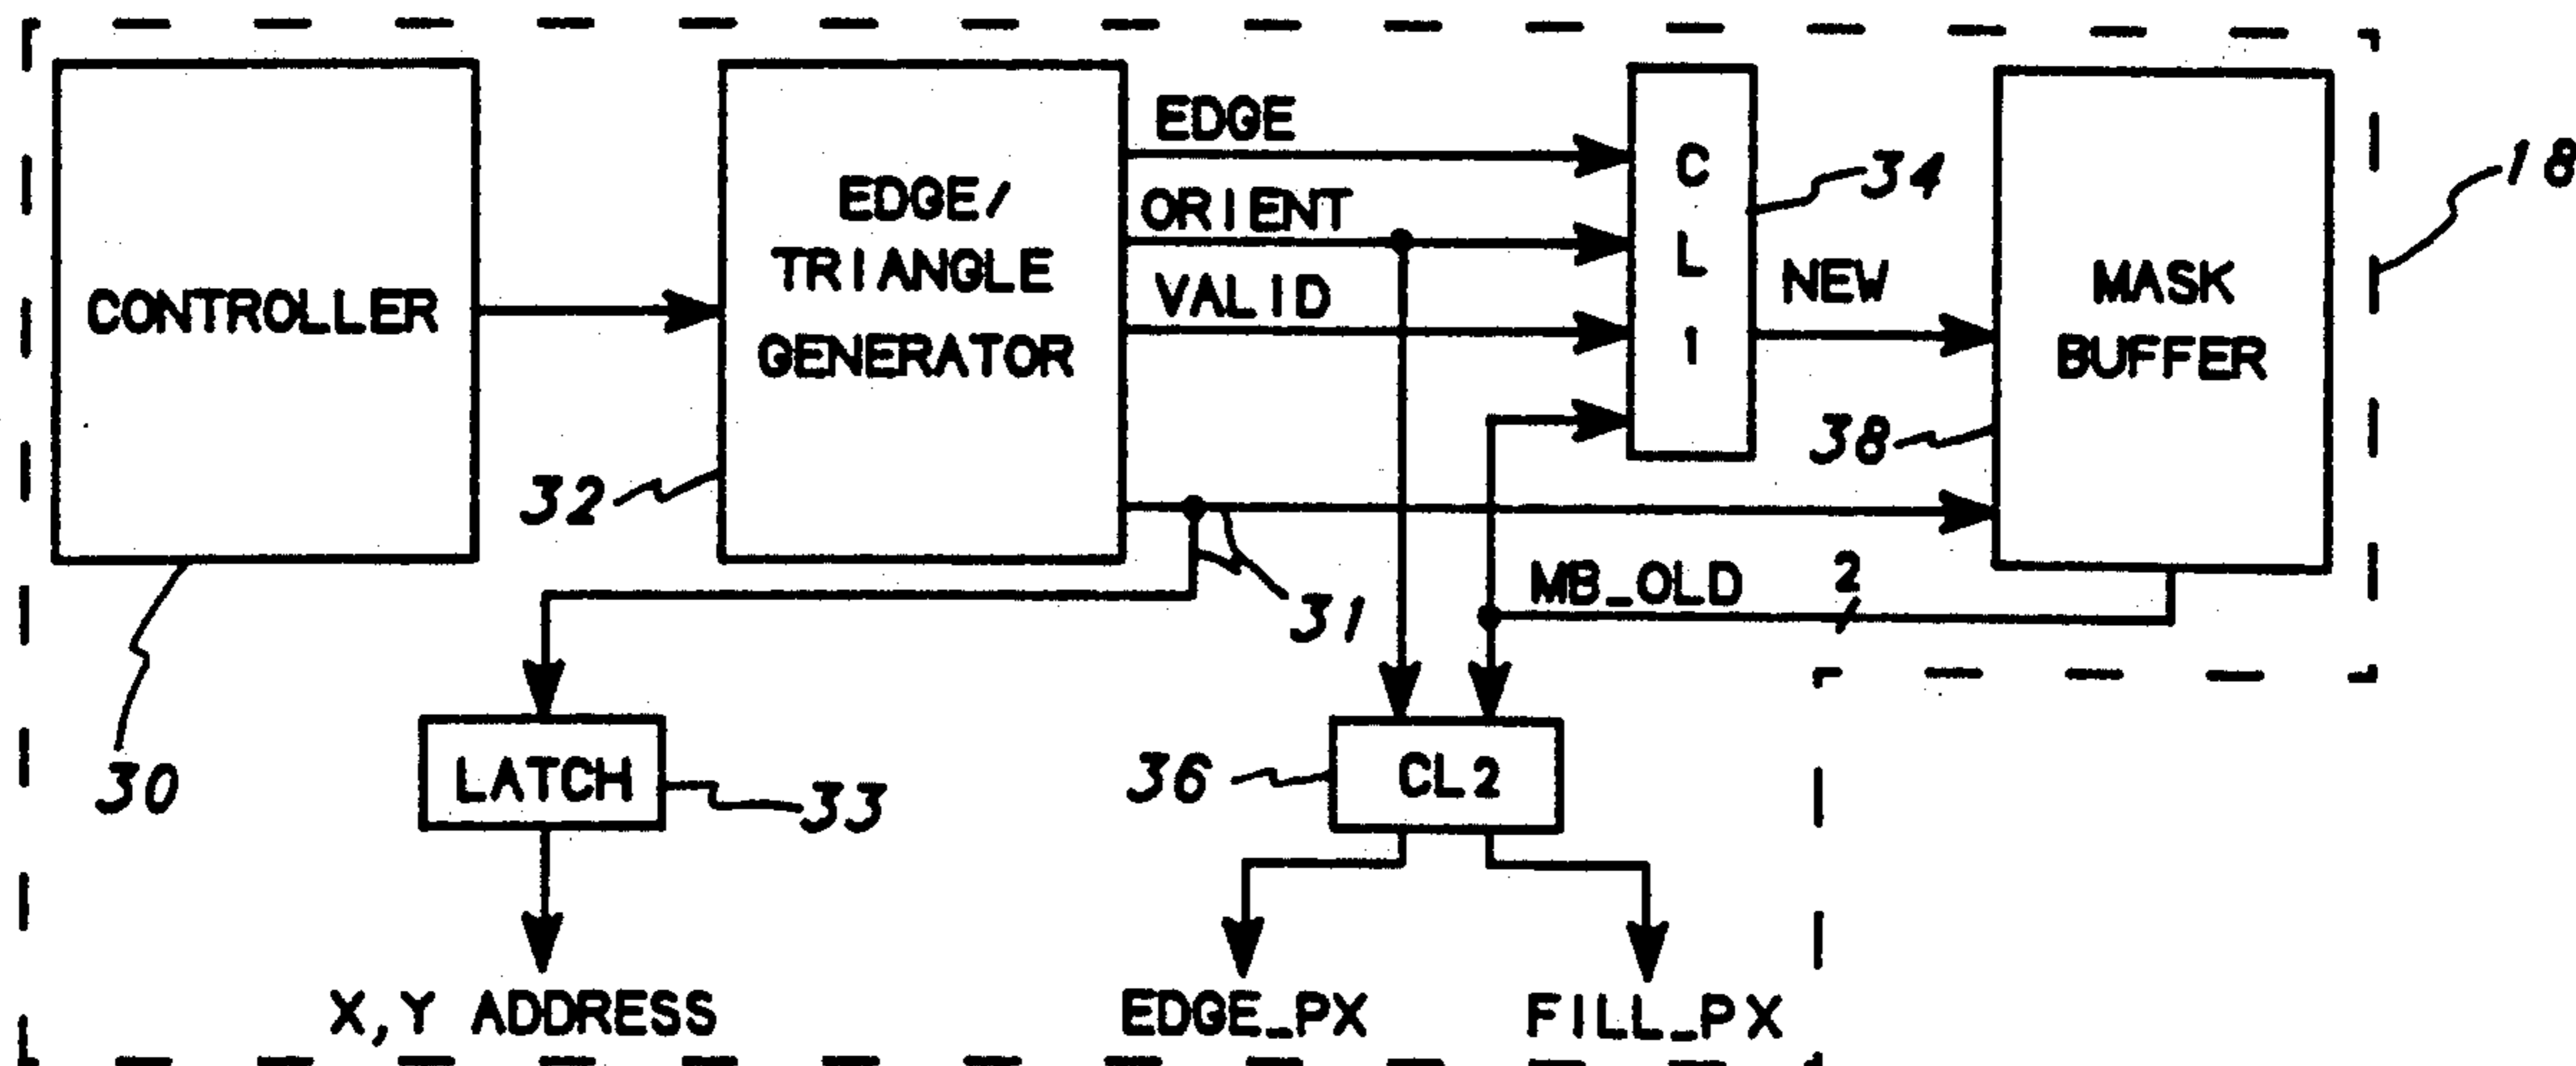 CONTROLLER
30
EDGE/
TRIANGLE
GENERATOR
32
EDGE
ORIENT
VALID
31
C
L
1
34
NEW
MASK
BUFFER
38
18
MB_OLD
2
LATCH
33
X,Y ADDRESS
36
CL2
EDGE_PX
FILL_PX